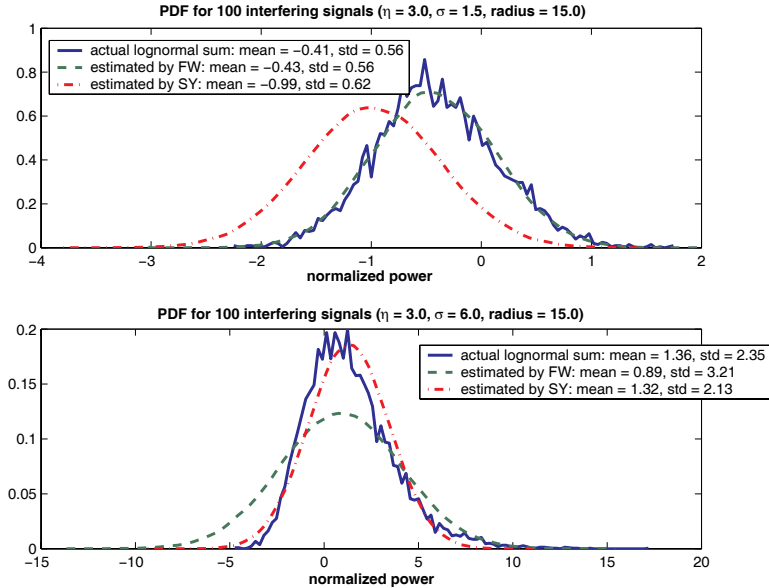 PDF for 100 interfering signals (η = 3.0, σ = 1.5, radius = 15.0)
1
0.8
0.6
0.4
0.2
0
actual lognormal sum: mean = −0.41, std = 0.56
estimated by FW: mean = −0.43, std = 0.56
estimated by SY: mean = −0.99, std = 0.62
−4 −3 −2 −1 0 1 2
normalized power
PDF for 100 interfering signals (η = 3.0, σ = 6.0, radius = 15.0)
0.2
0.15
0.1
0.05
0
actual lognormal sum: mean = 1.36, std = 2.35
estimated by FW: mean = 0.89, std = 3.21
estimated by SY: mean = 1.32, std = 2.13
−15 −10 −5 0 5 10 15 20
normalized power